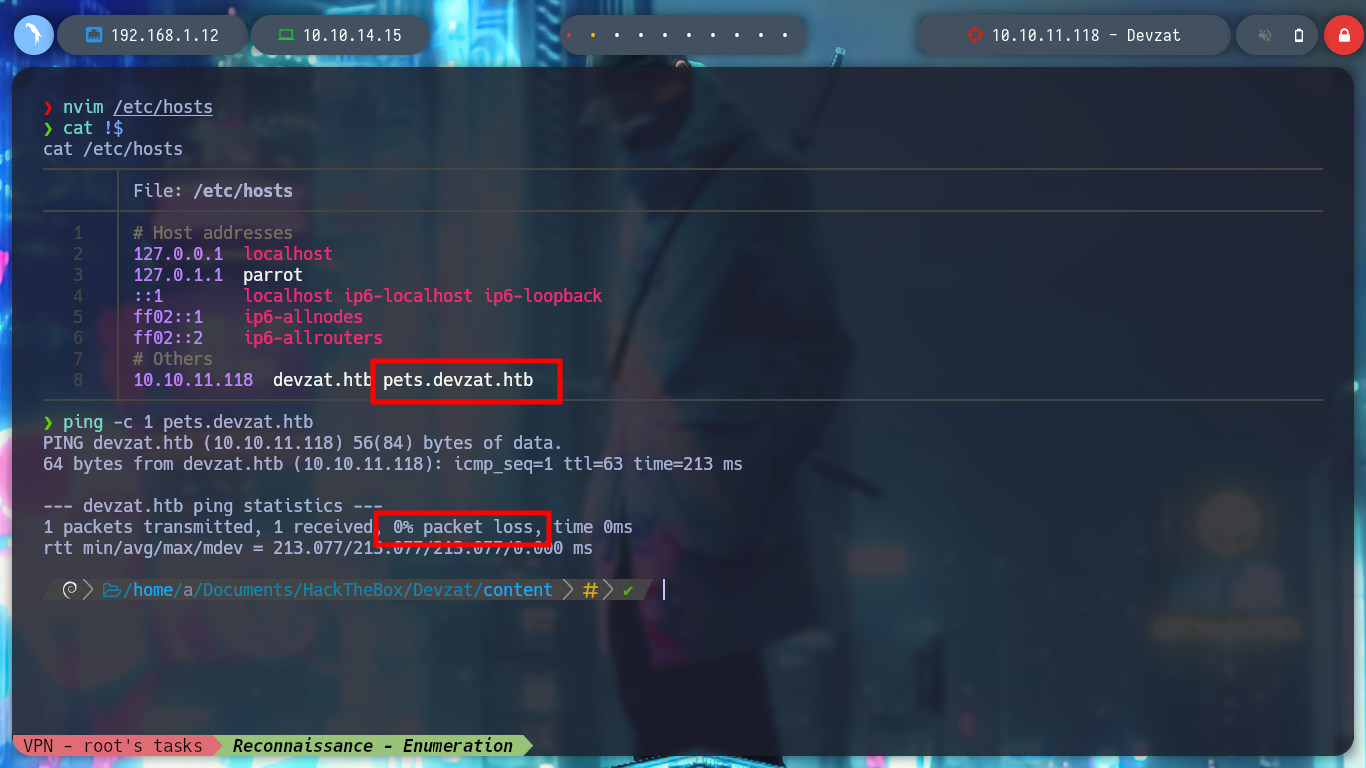 192.168.1.12 10.10.14.15 10.10.11.118 - Devzat
❯ nvim /etc/hosts
❯ cat !$
cat /etc/hosts
File: /etc/hosts
1 # Host addresses
2 127.0.0.1 localhost
3 127.0.1.1 parrot
4 ::1 localhost ip6-localhost ip6-loopback
5 ff02::1 ip6-allnodes
6 ff02::2 ip6-allrouters
7 # Others
8 10.10.11.118 devzat.htb pets.devzat.htb
❯ ping -c 1 pets.devzat.htb
PING devzat.htb (10.10.11.118) 56(84) bytes of data.
64 bytes from devzat.htb (10.10.11.118): icmp_seq=1 ttl=63 time=213 ms
--- devzat.htb ping statistics ---
1 packets transmitted, 1 received, 0% packet loss, time 0ms
rtt min/avg/max/mdev = 213.077/213.077/213.077/0.000 ms
/home/a/Documents/HackTheBox/Devzat/content # ✔
VPN - root's tasks Reconnaissance - Enumeration